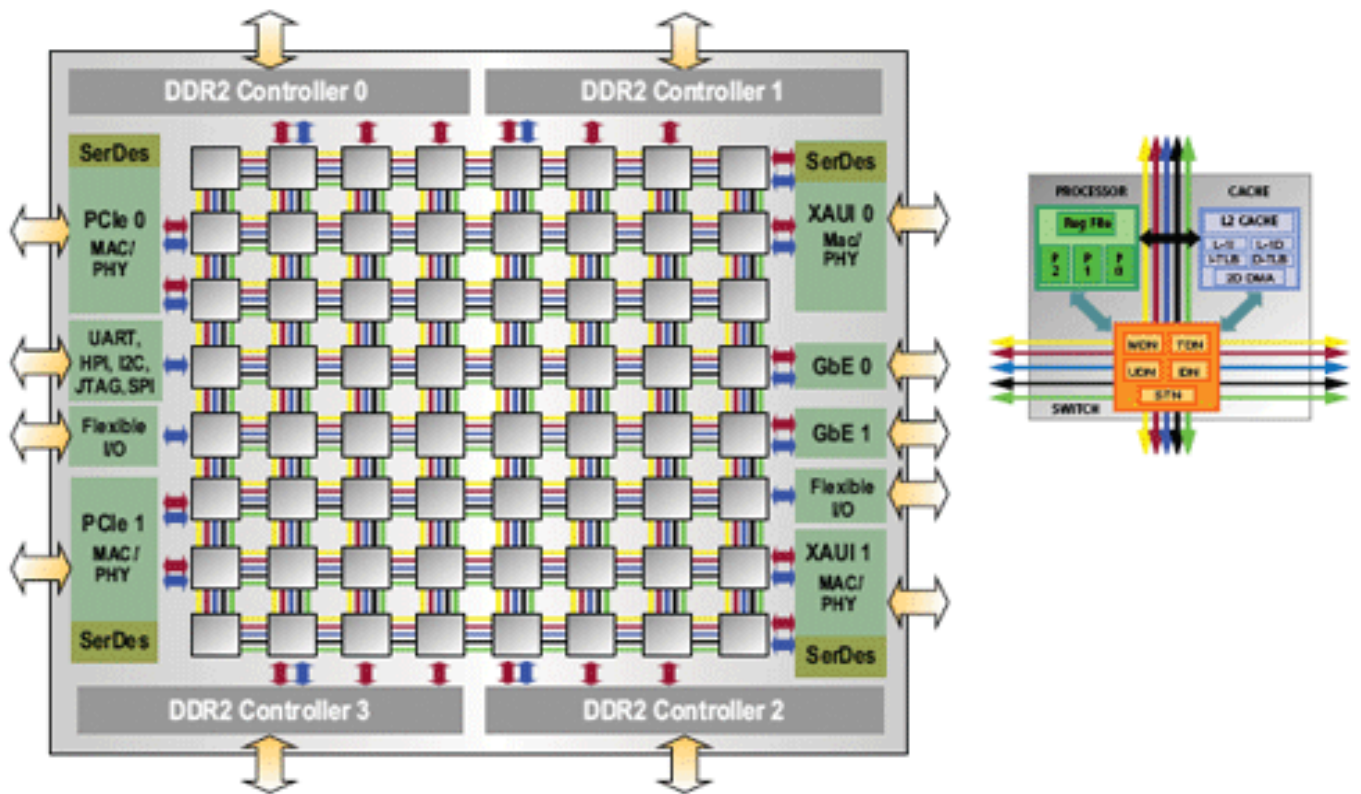 DDR2 Controller 0
DDR2 Controller 1
SerDes
PCIe 0
MAC/
PHY
UART,
HPI, I2C,
JTAG, SPI
Flexible
I/O
PCIe 1
MAC/
PHY
SerDes
SerDes
XAUI 0
Mac/
PHY
GbE 0
GbE 1
Flexible
I/O
XAUI 1
MAC/
PHY
SerDes
DDR2 Controller 3
DDR2 Controller 2
PROCESSOR
CACHE
Reg File
P
2
P
1
P
0
L2 CACHE
L-1I
L-1D
I-TLB
D-TLB
2D DMA
MDN
TDN
UDN
IDN
STN
SWITCH